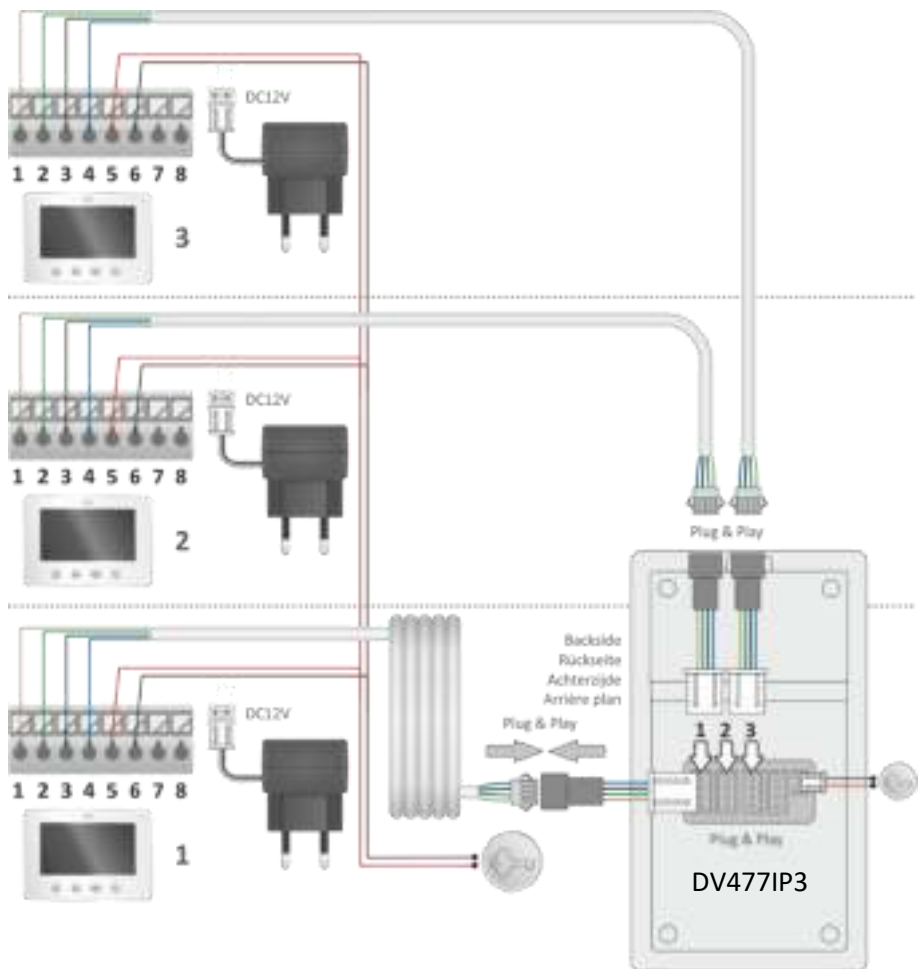 DC12V
1 2 3 4 5 6 7 8
3
DC12V
1 2 3 4 5 6 7 8
2
Plug & Play
Backside
Rückseite
Achterzijde
Arrière plan
Plug & Play
DC12V
1 2 3 4 5 6 7 8
1
1 2 3
Plug & Play
DV477IP3